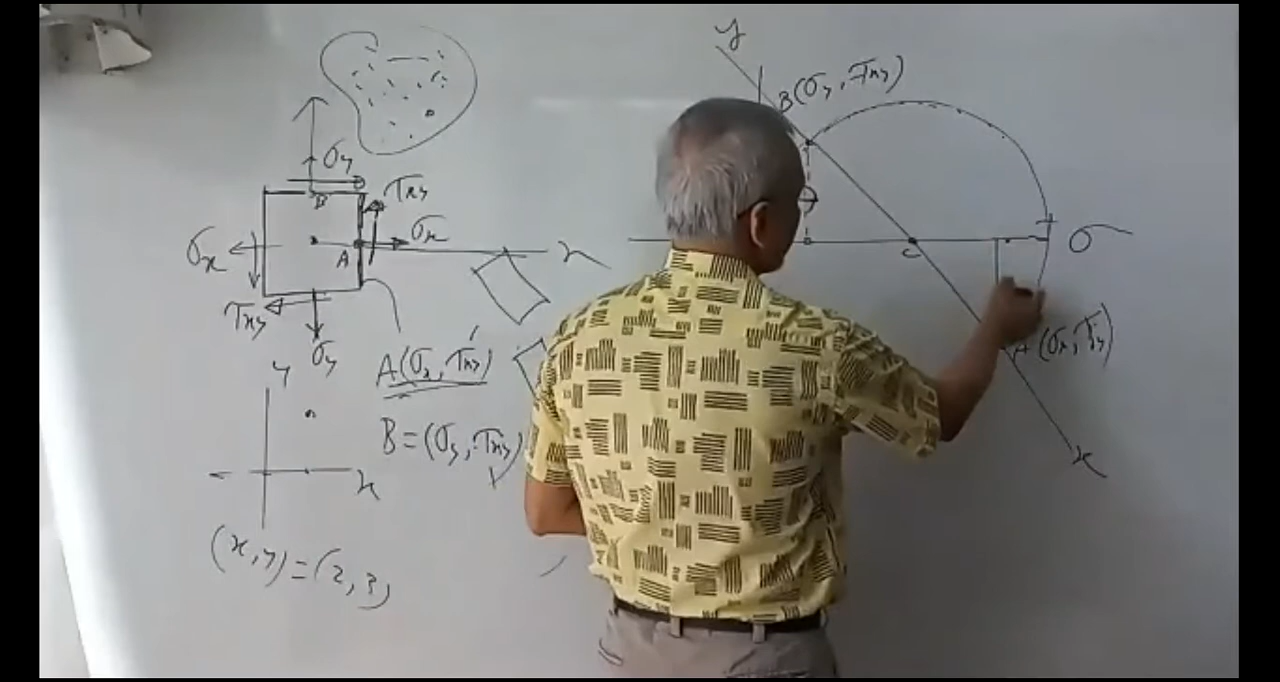 y
B(σy, -τxy)
σy
B
τxy
σx
σx
A
x
σ
C
τxy
σy
A(σx, τxy)
y
A(σx, τxy)
B=(σy, -τxy)
x
x
(x,y)=(2,3)